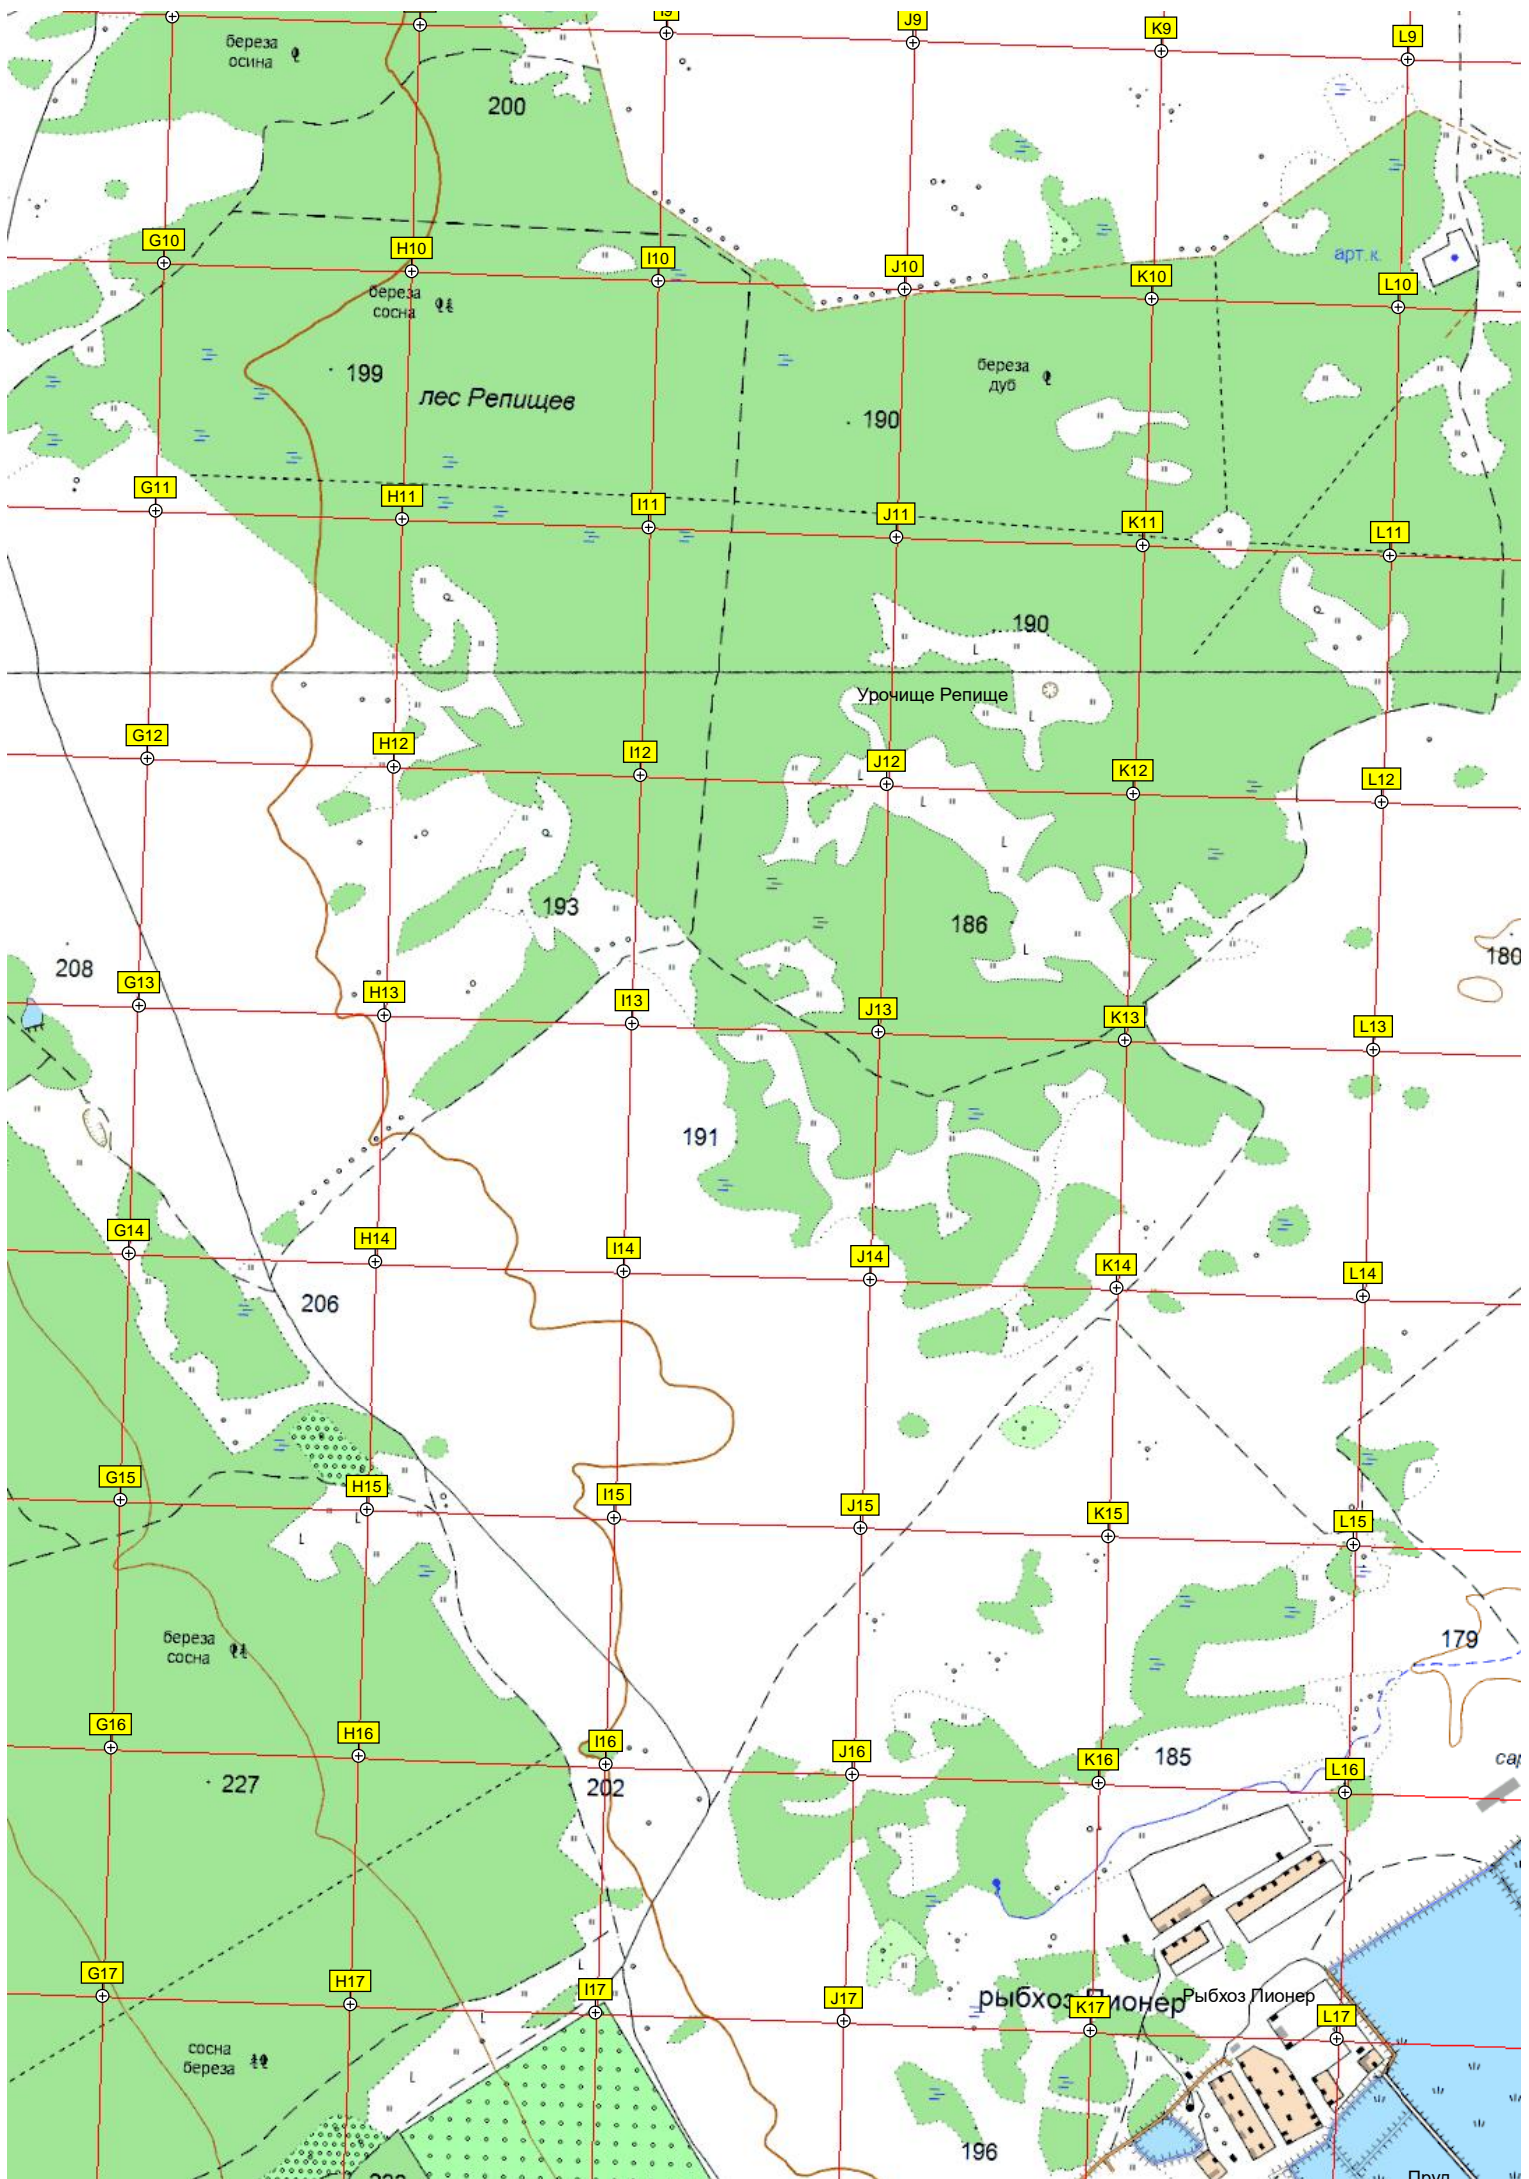 I9
J9
K9
L9
береза
осина
200
G10
H10
I10
J10
K10
L10
арт.к.
береза
сосна
199
лес Репищев
190
береза
дуб
G11
H11
I11
J11
K11
L11
190
Урочище Репище
G12
H12
I12
J12
K12
L12
L
L
L
L
L
193
186
L
208
180
G13
H13
I13
J13
K13
L13
191
G14
H14
I14
J14
K14
L14
206
G15
H15
I15
J15
K15
L15
L
L
береза
сосна
179
G16
H16
I16
J16
K16
L16
227
202
185
G17
H17
I17
J17
K17
L17
L
L
рыбхоз Пионер
Рыбхоз Пионер
сосна
береза
L
196